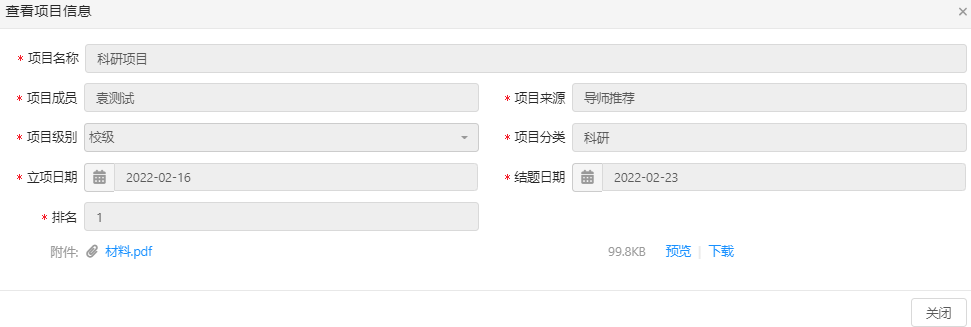 查看项目信息 ×
* 项目名称 科研项目
* 项目成员 袁测试 * 项目来源 导师推荐
* 项目级别 校级 * 项目分类 科研
* 立项日期 2022-02-16 * 结题日期 2022-02-23
* 排名 1
附件: 材料.pdf 99.8KB 预览 | 下载
关闭